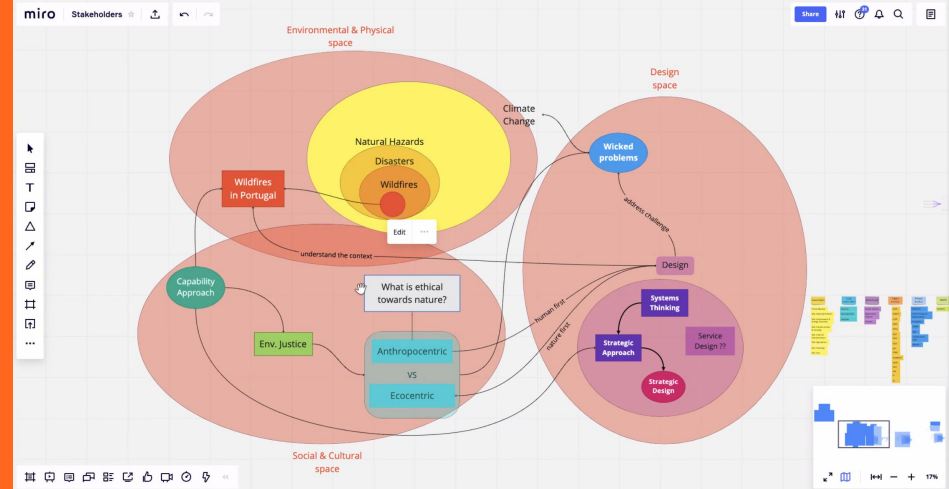 miro
Stakeholders
Share
21
Environmental & Physical
space
Design
space
Climate
Change
Natural Hazards
Disasters
Wildfires
Wicked
problems
Wildfires
in Portugal
address challenge
Edit
understand the context
Design
Capability
Approach
What is ethical
towards nature?
Systems
Thinking
human first
nature first
Service
Design ??
Strategic
Approach
Env. Justice
Anthropocentric
VS
Ecocentric
Strategic
Design
Social & Cultural
space
17%